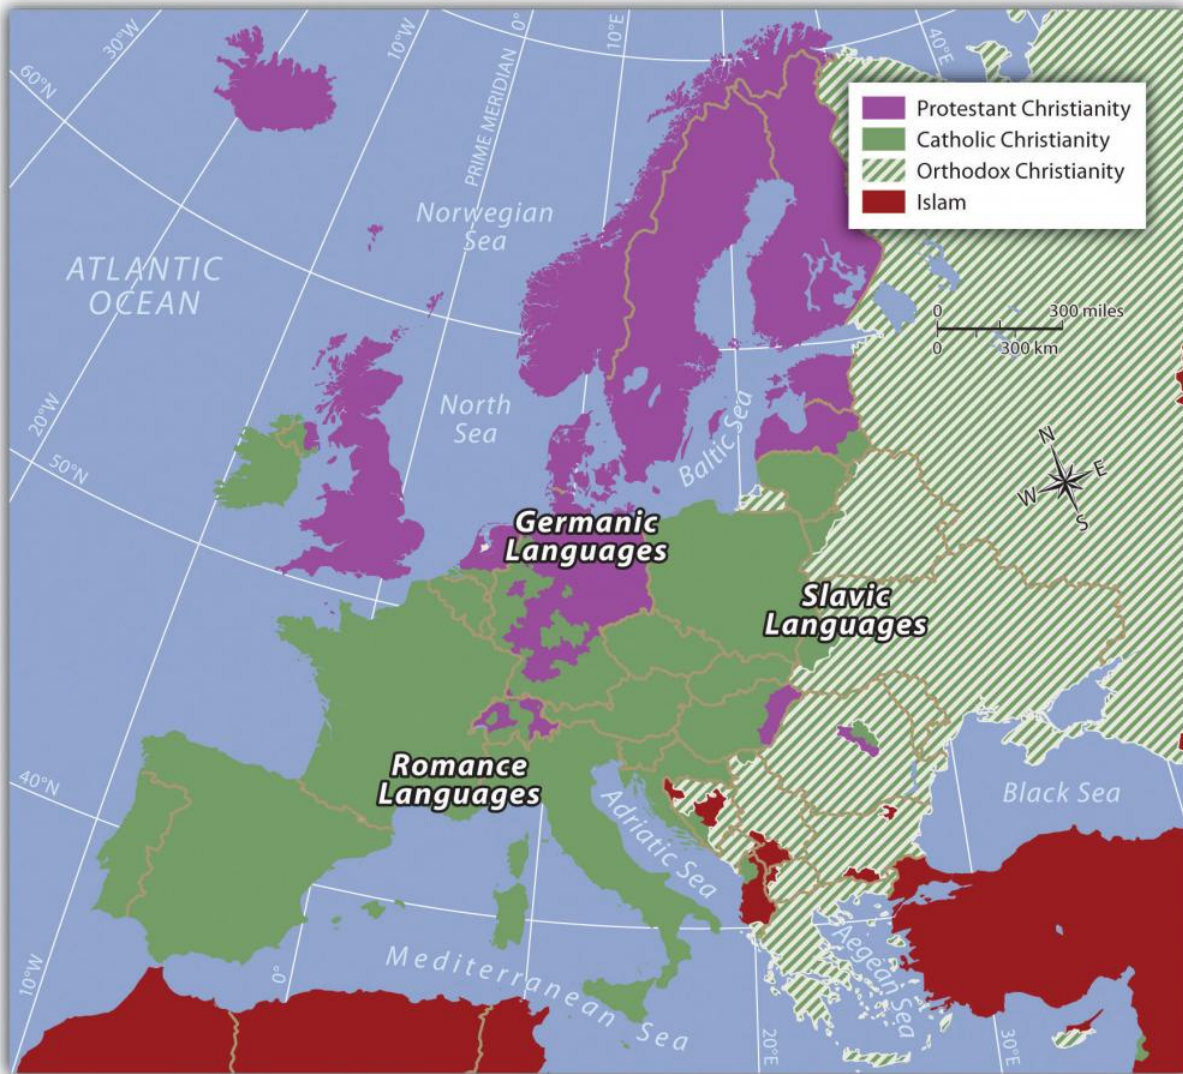 30°W
10°W
0°
10°E
40°E
60°N
PRIME MERIDIAN
Protestant Christianity
Catholic Christianity
Orthodox Christianity
Islam
Norwegian
Sea
ATLANTIC
OCEAN
0 300 miles
0 300 km
20°W
North
Sea
Baltic Sea
50°N
N
W E
S
Germanic
Languages
Slavic
Languages
Romance
Languages
40°N
Adriatic Sea
Black Sea
Mediterranean Sea
Aegean Sea
10°W
0°
20°E
30°E